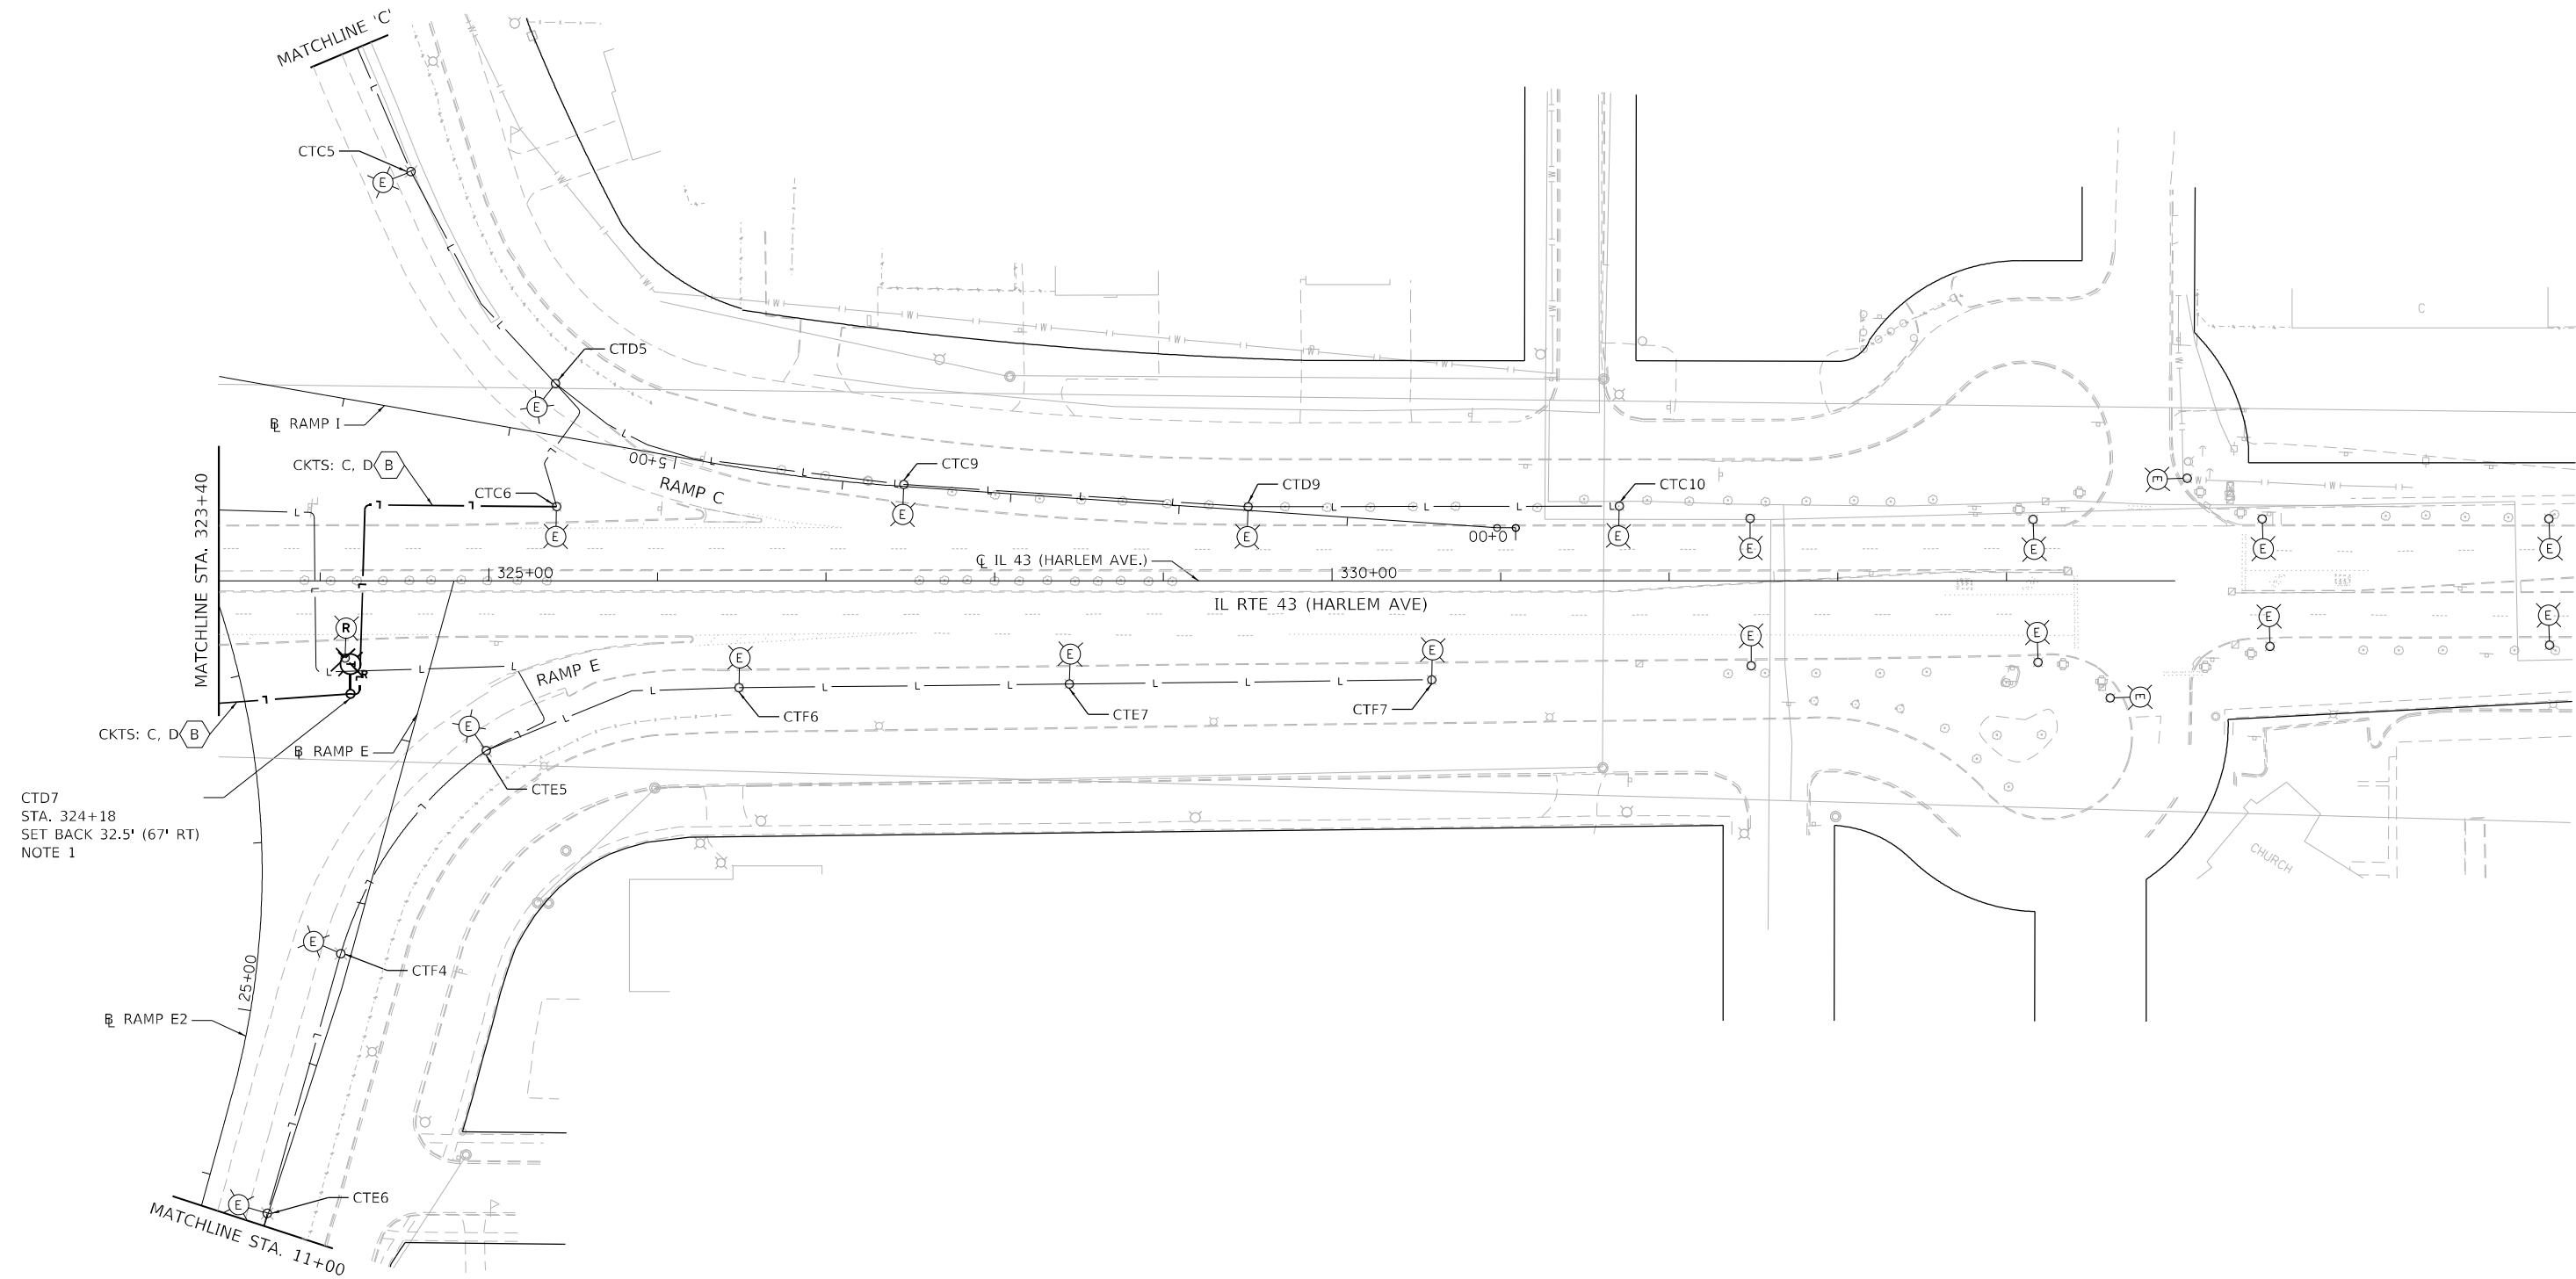 MATCHLINE 'C'
CTC5
E
CTD5
E
C
℄ RAMP I
5+00
RAMP C
CTC9
E
CKTS: C, D B
CTC6
E
CTD9
E
CTC10
E
0+00
E
E
E
E
E
MATCHLINE STA. 323+40
325+00
℄ IL 43 (HARLEM AVE.)
330+00
IL RTE 43 (HARLEM AVE)
R
R
RAMP E
E
E
E
E
E
E
E
E
CTF6
CTE7
CTF7
CKTS: C, D B
E
B̲L̲ RAMP E
CTE5
CTD7
STA. 324+18
SET BACK 32.5' (67' RT)
NOTE 1
CHURCH
E
CTF4
25+00
BL RAMP E2
E
CTE6
MATCHLINE STA. 11+00